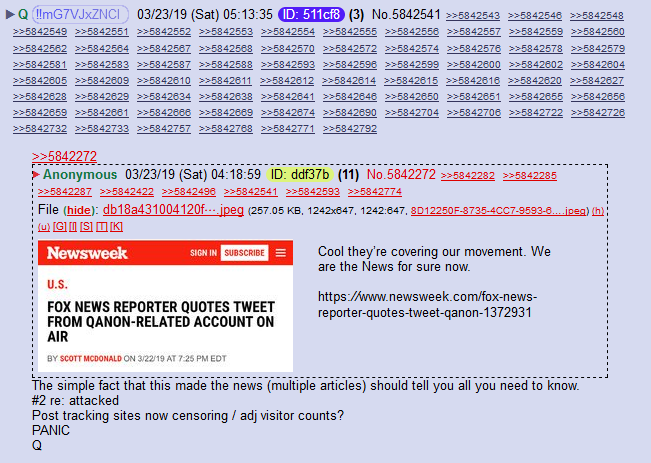 Q !!mG7VJxZNCI 03/23/19 (Sat) 05:13:35 ID: 511cf8 (3) No.5842541 >>5842543 >>5842546 >>5842548
>>5842549 >>5842551 >>5842552 >>5842553 >>5842554 >>5842555 >>5842556 >>5842557 >>5842559 >>5842560
>>5842562 >>5842564 >>5842567 >>5842568 >>5842570 >>5842572 >>5842574 >>5842576 >>5842578 >>5842579
>>5842581 >>5842583 >>5842587 >>5842588 >>5842593 >>5842596 >>5842599 >>5842600 >>5842602 >>5842604
>>5842605 >>5842609 >>5842610 >>5842611 >>5842612 >>5842614 >>5842615 >>5842616 >>5842620 >>5842627
>>5842628 >>5842629 >>5842634 >>5842638 >>5842641 >>5842646 >>5842650 >>5842651 >>5842655 >>5842656
>>5842659 >>5842661 >>5842666 >>5842669 >>5842674 >>5842690 >>5842704 >>5842706 >>5842722 >>5842726
>>5842732 >>5842733 >>5842757 >>5842768 >>5842771 >>5842792
>>5842272
Anonymous 03/23/19 (Sat) 04:18:59 ID: ddf37b (11) No.5842272 >>5842282 >>5842285
>>5842287 >>5842422 >>5842496 >>5842541 >>5842593 >>5842774
File (hide): db18a431004120f⋯.jpeg (257.05 KB, 1242x647, 1242:647, 8D12250F-8735-4CC7-9593-6….jpeg) (h)
(u) [G] [I] [S] [T] [K]
Newsweek SIGN IN SUBSCRIBE
U.S.
FOX NEWS REPORTER QUOTES TWEET
FROM QANON-RELATED ACCOUNT ON
AIR
BY SCOTT MCDONALD ON 3/22/19 AT 7:25 PM EDT
Cool they're covering our movement. We
are the News for sure now.
https://www.newsweek.com/fox-news-
reporter-quotes-tweet-qanon-1372931
The simple fact that this made the news (multiple articles) should tell you all you need to know.
#2 re: attacked
Post tracking sites now censoring / adj visitor counts?
PANIC
Q